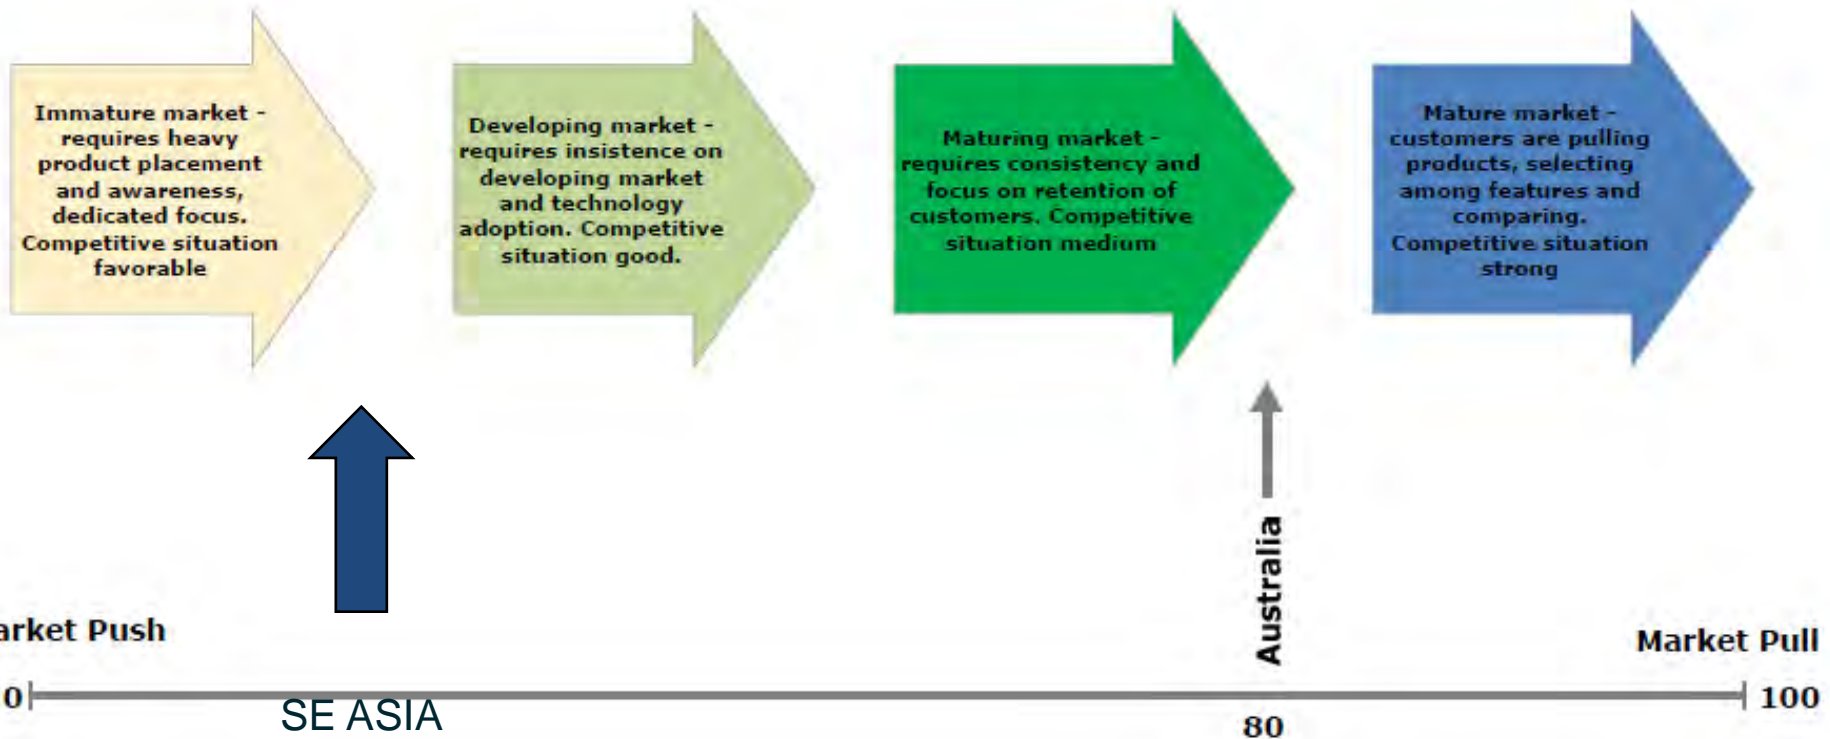 Immature market -
requires heavy
product placement
and awareness,
dedicated focus.
Competitive situation
favorable
Developing market -
requires insistence on
developing market
and technology
adoption. Competitive
situation good.
Maturing market -
requires consistency and
focus on retention of
customers. Competitive
situation medium
Mature market -
customers are pulling
products, selecting
among features and
comparing.
Competitive situation
strong
Australia
arket Push
Market Pull
0
100
SE ASIA
80